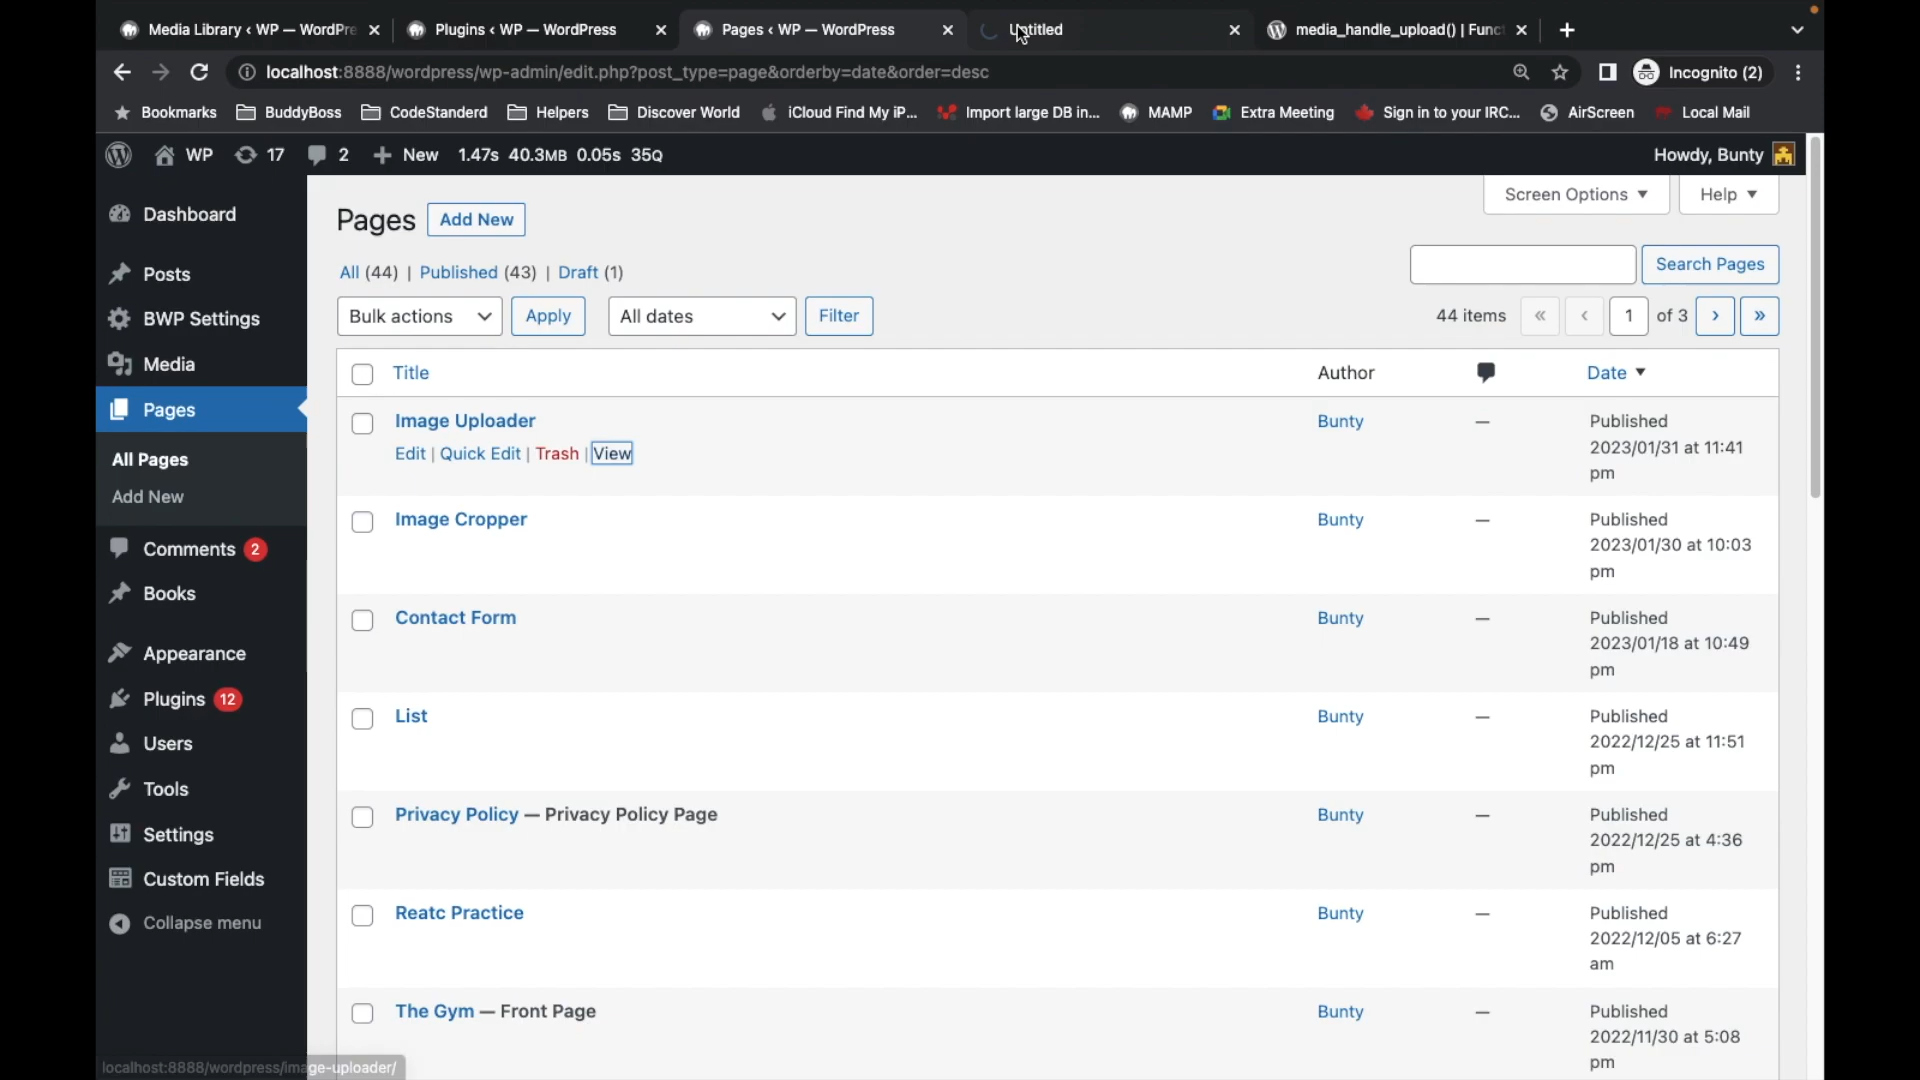 Media Library ‹ WP — WordPre
Plugins ‹ WP — WordPress
Pages ‹ WP — WordPress
Untitled
media_handle_upload() | Func
localhost:8888/wordpress/wp-admin/edit.php?post_type=page&orderby=date&order=desc
Incognito (2)
Bookmarks
BuddyBoss
CodeStanderd
Helpers
Discover World
iCloud Find My iP...
Import large DB in...
MAMP
Extra Meeting
Sign in to your IRC...
AirScreen
Local Mail
WP
17
2
New
1.47s 40.3MB 0.05s 35Q
Howdy, Bunty
Dashboard
Posts
BWP Settings
Media
Pages
All Pages
Add New
Comments 2
Books
Appearance
Plugins 12
Users
Tools
Settings
Custom Fields
Collapse menu
Screen Options
Help
Pages
Add New
All (44) | Published (43) | Draft (1)
Search Pages
Bulk actions
Apply
All dates
Filter
44 items
« ‹ 1 of 3 › »
Title
Author
Date
Image Uploader
Edit | Quick Edit | Trash | View
Bunty
—
Published
2023/01/31 at 11:41
pm
Image Cropper
Bunty
—
Published
2023/01/30 at 10:03
pm
Contact Form
Bunty
—
Published
2023/01/18 at 10:49
pm
List
Bunty
—
Published
2022/12/25 at 11:51
pm
Privacy Policy — Privacy Policy Page
Bunty
—
Published
2022/12/25 at 4:36
pm
Reatc Practice
Bunty
—
Published
2022/12/05 at 6:27
am
The Gym — Front Page
Bunty
—
Published
2022/11/30 at 5:08
pm
localhost:8888/wordpress/image-uploader/